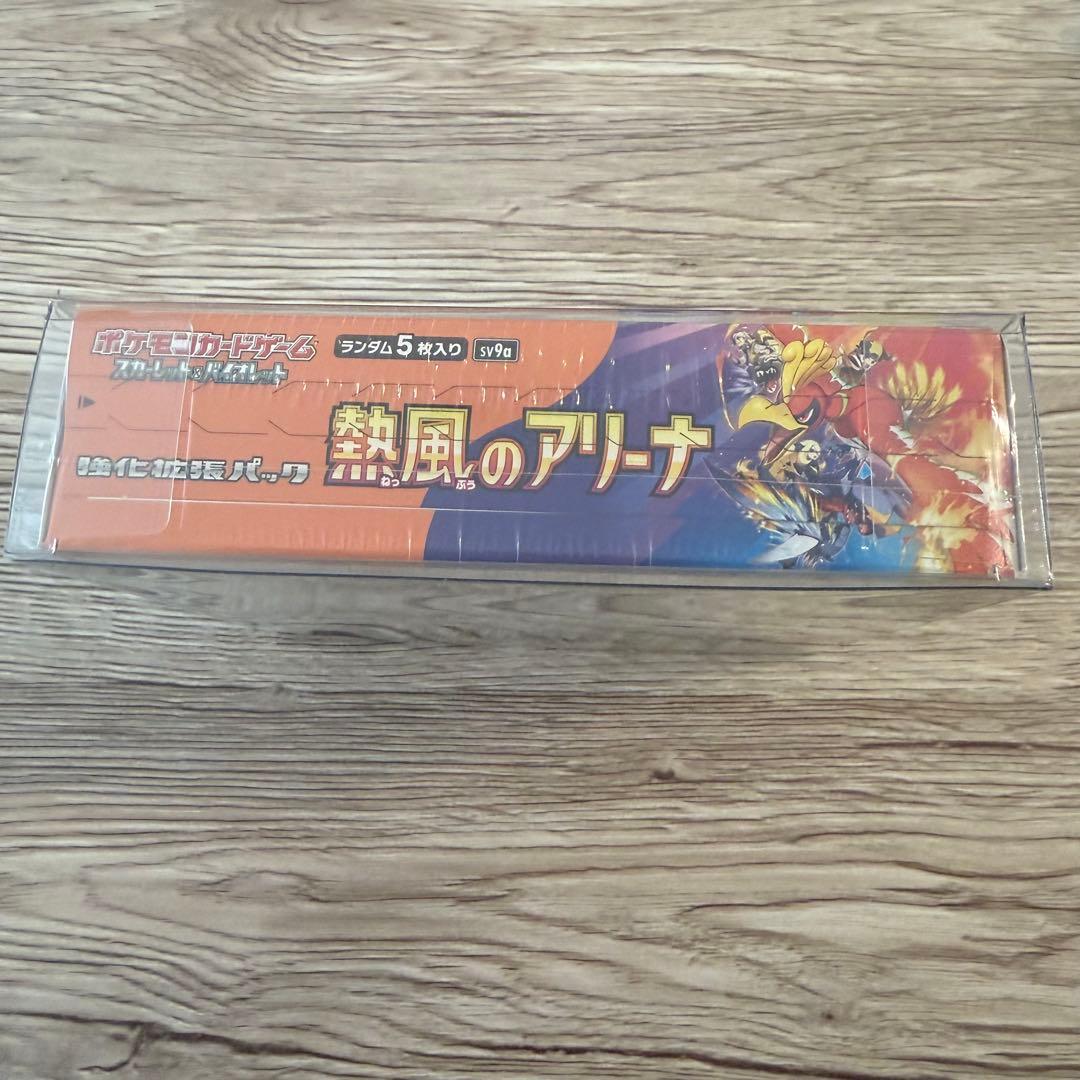 ポケモンカードゲーム
スカーレット&バイオレット
ランダム5枚入り sv9a
強化拡張パック
熱風のアリーナ
ねっ ぷう